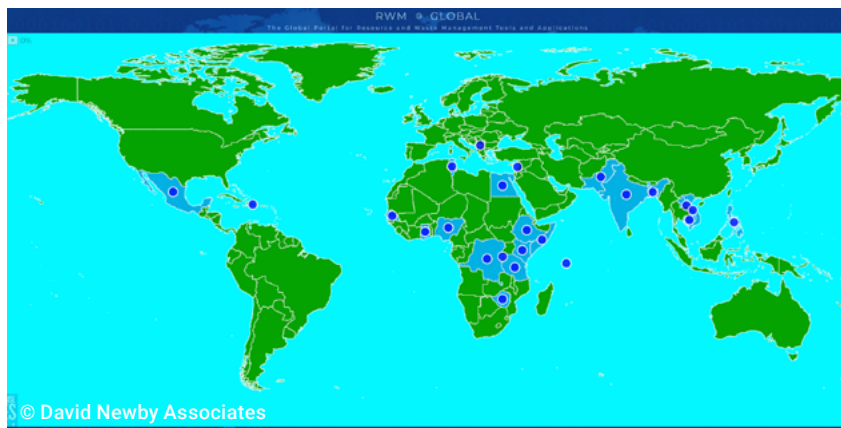 RWM @ GLOBAL
The Global Portal for Resource and Waste Management Tools and Applications
© David Newby Associates